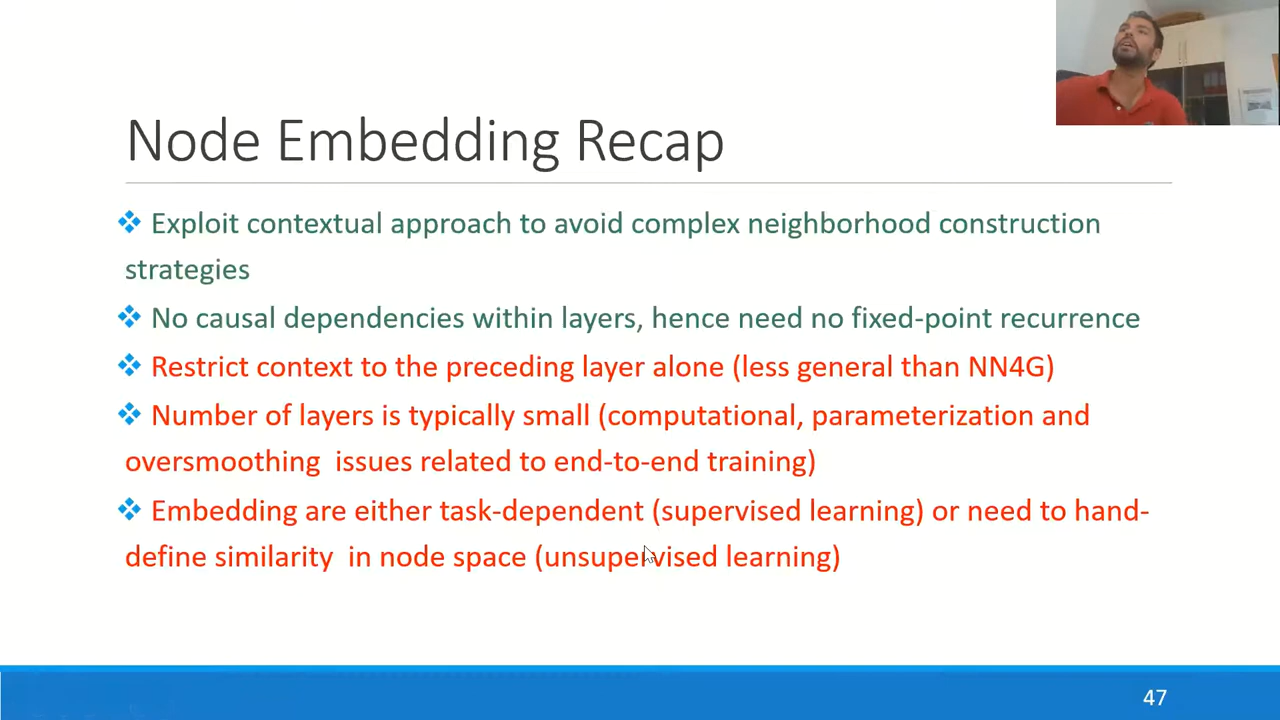 Node Embedding Recap
Exploit contextual approach to avoid complex neighborhood construction
strategies
No causal dependencies within layers, hence need no fixed-point recurrence
Restrict context to the preceding layer alone (less general than NN4G)
Number of layers is typically small (computational, parameterization and
oversmoothing issues related to end-to-end training)
Embedding are either task-dependent (supervised learning) or need to hand-
define similarity in node space (unsupervised learning)
47